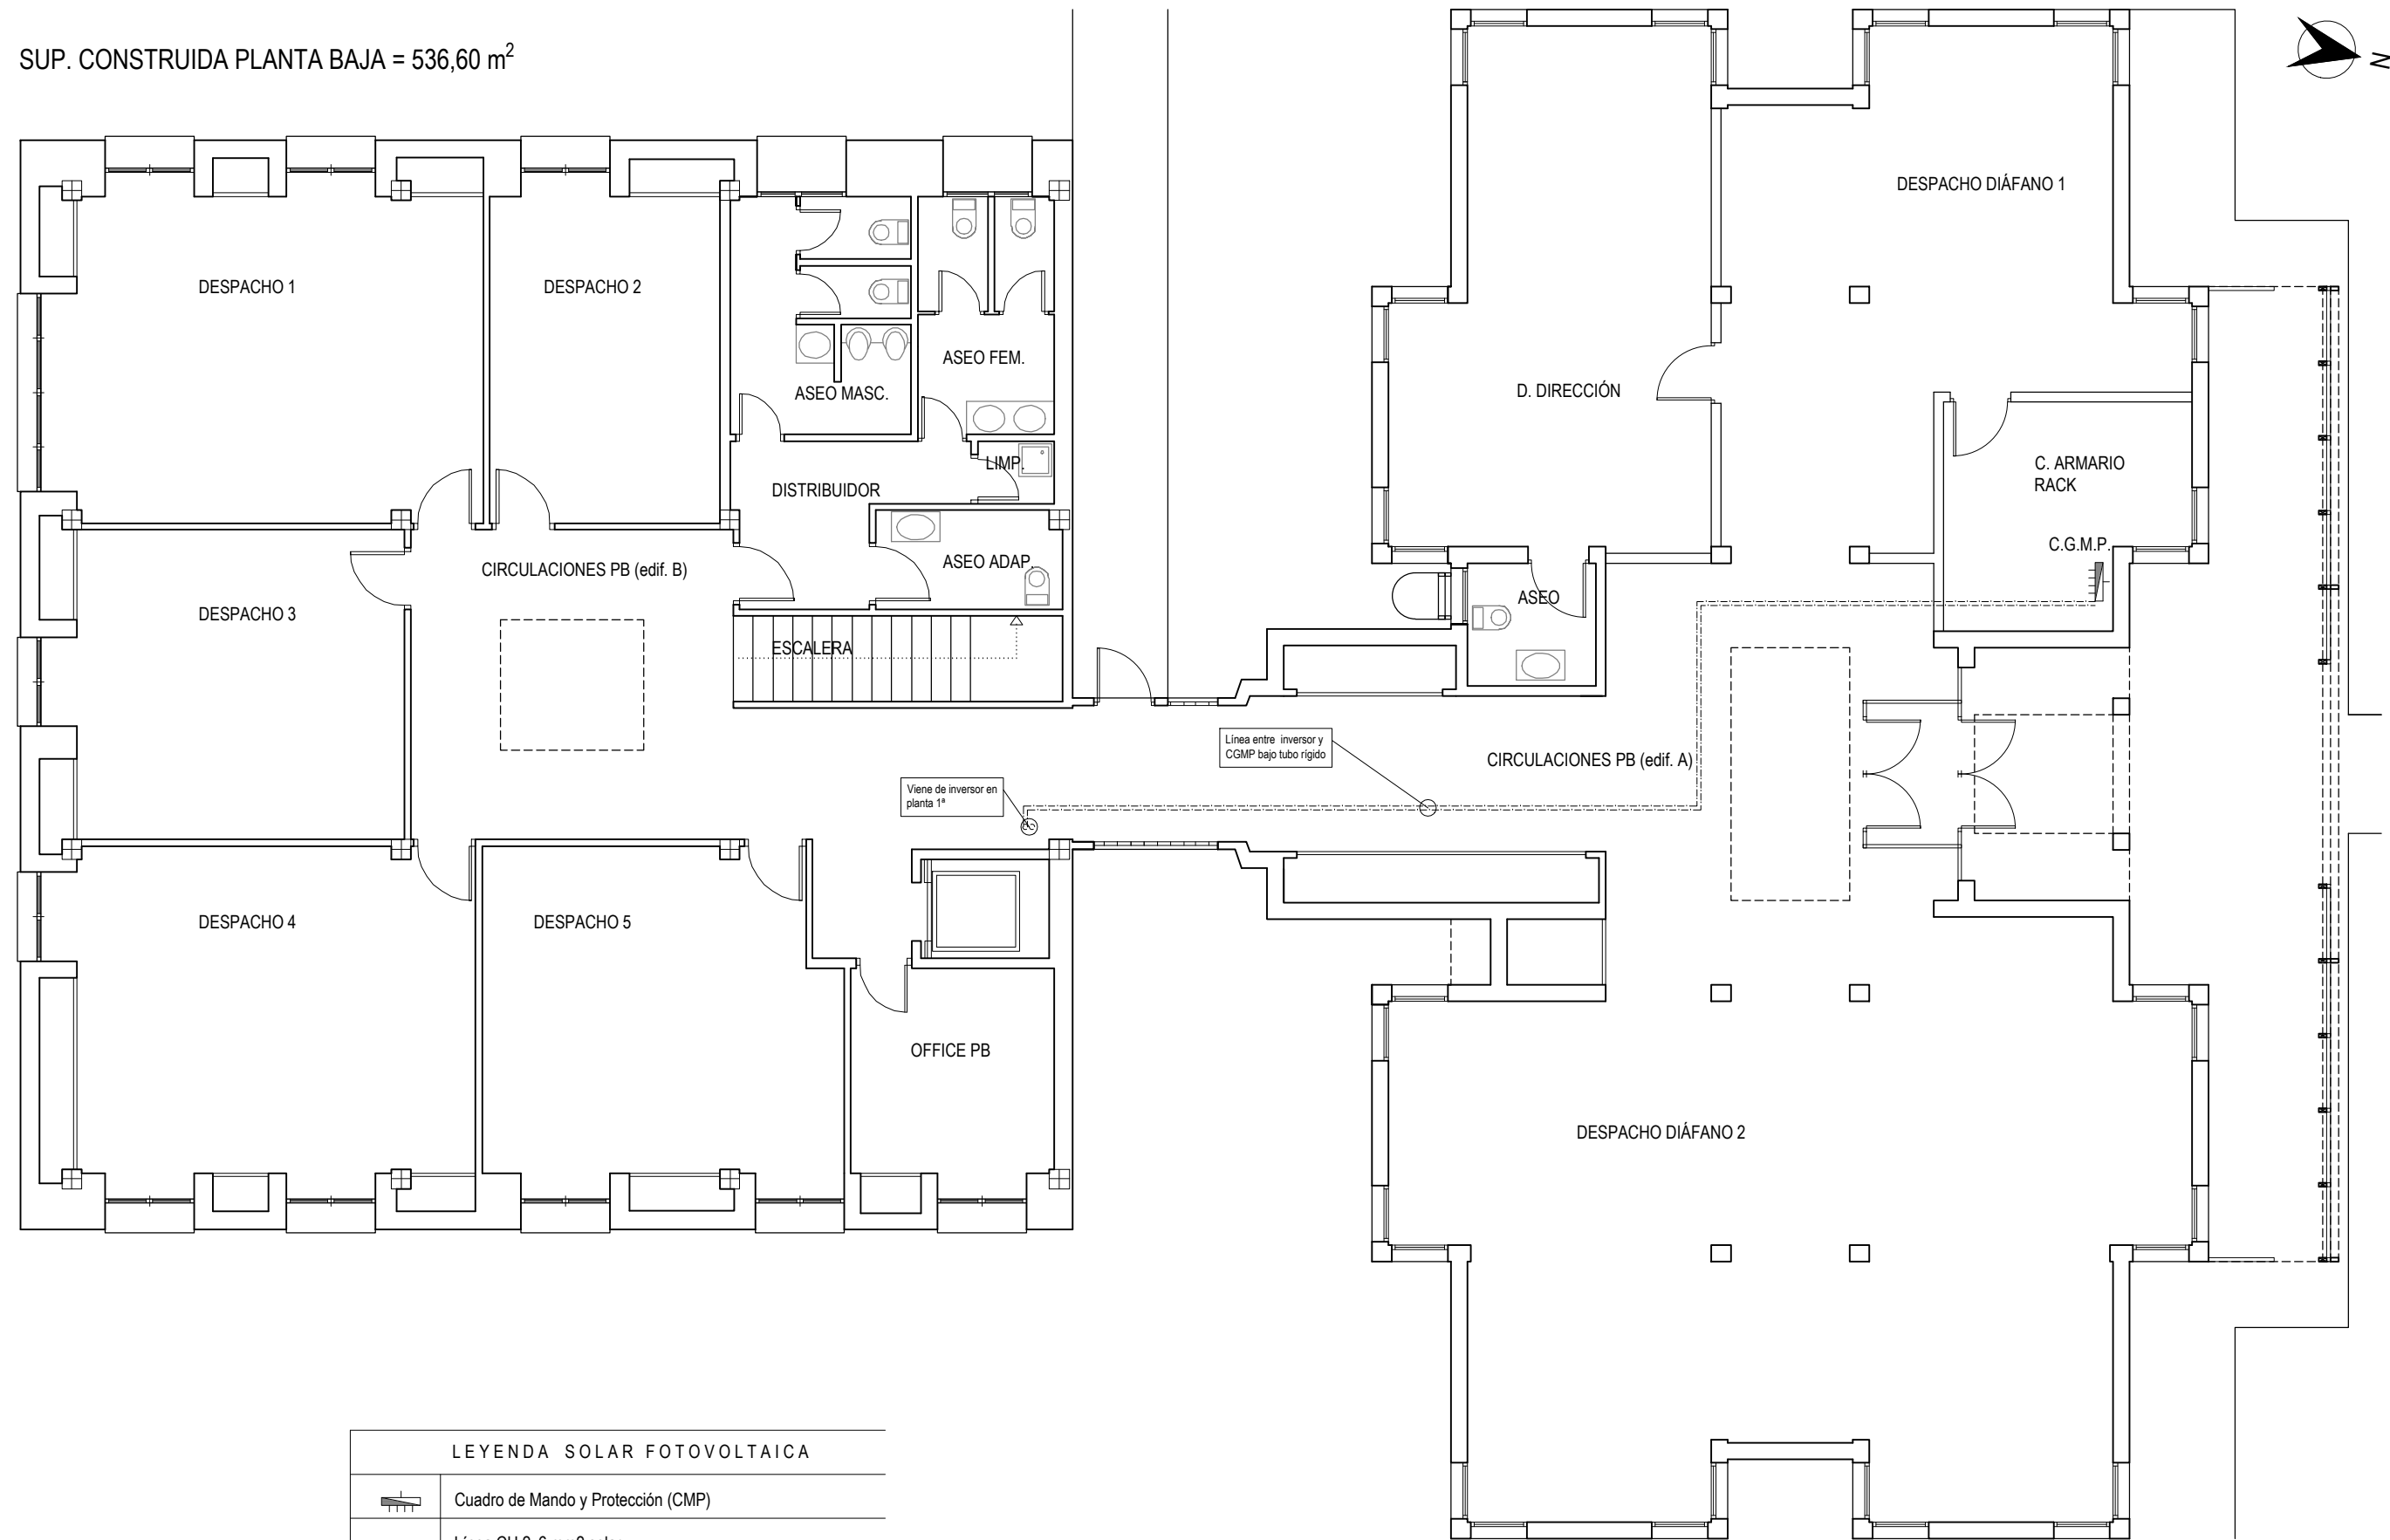 SUP. CONSTRUIDA PLANTA BAJA = 536,60 m²
N
DESPACHO DIÁFANO 1
DESPACHO 1
DESPACHO 2
ASEO FEM.
ASEO MASC.
D. DIRECCIÓN
LIMP.
C. ARMARIO
RACK
DISTRIBUIDOR
C.G.M.P.
ASEO ADAP.
CIRCULACIONES PB (edif. B)
ASEO
DESPACHO 3
ESCALERA
Línea entre inversor y
CGMP bajo tubo rígido
CIRCULACIONES PB (edif. A)
Viene de inversor en
planta 1ª
DESPACHO 4
DESPACHO 5
OFFICE PB
DESPACHO DIÁFANO 2
LEYENDA SOLAR FOTOVOLTAICA
Cuadro de Mando y Protección (CMP)